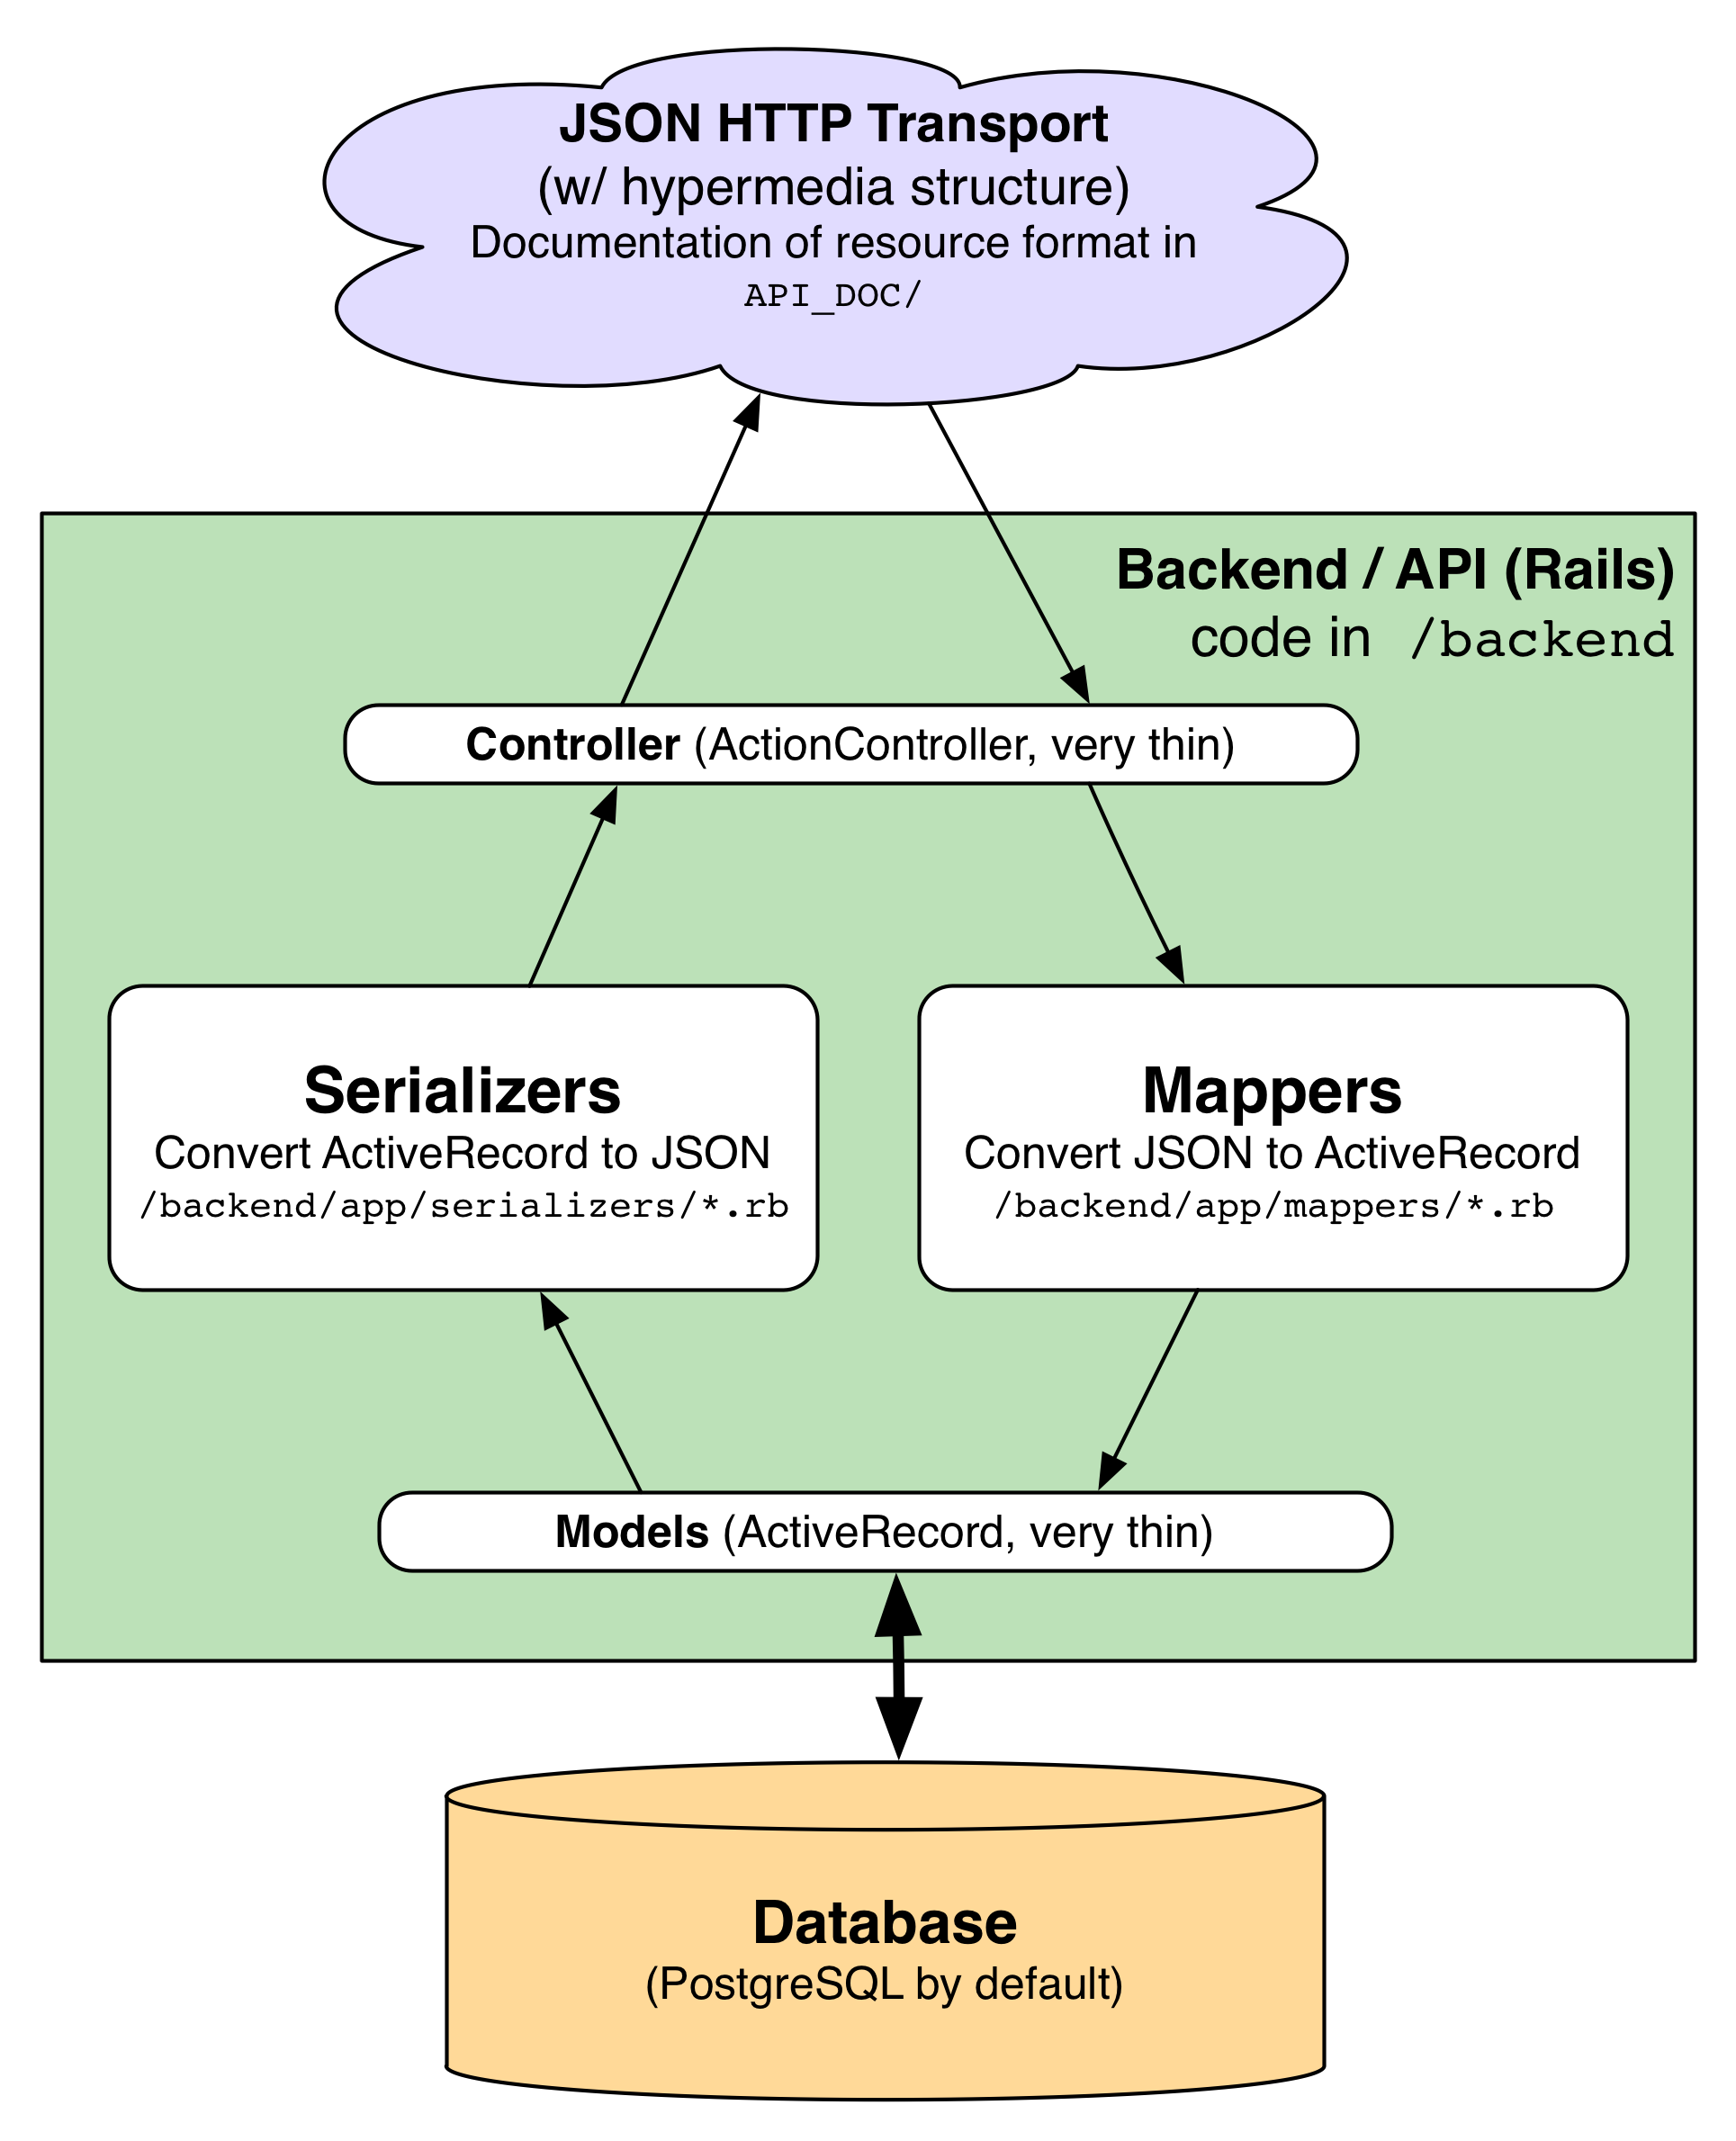 JSON HTTP Transport
(w/ hypermedia structure)
Documentation of resource format in
API_DOC/
Backend / API (Rails)
code in /backend
Controller (ActionController, very thin)
Serializers
Convert ActiveRecord to JSON
/backend/app/serializers/*.rb
Mappers
Convert JSON to ActiveRecord
/backend/app/mappers/*.rb
Models (ActiveRecord, very thin)
Database
(PostgreSQL by default)